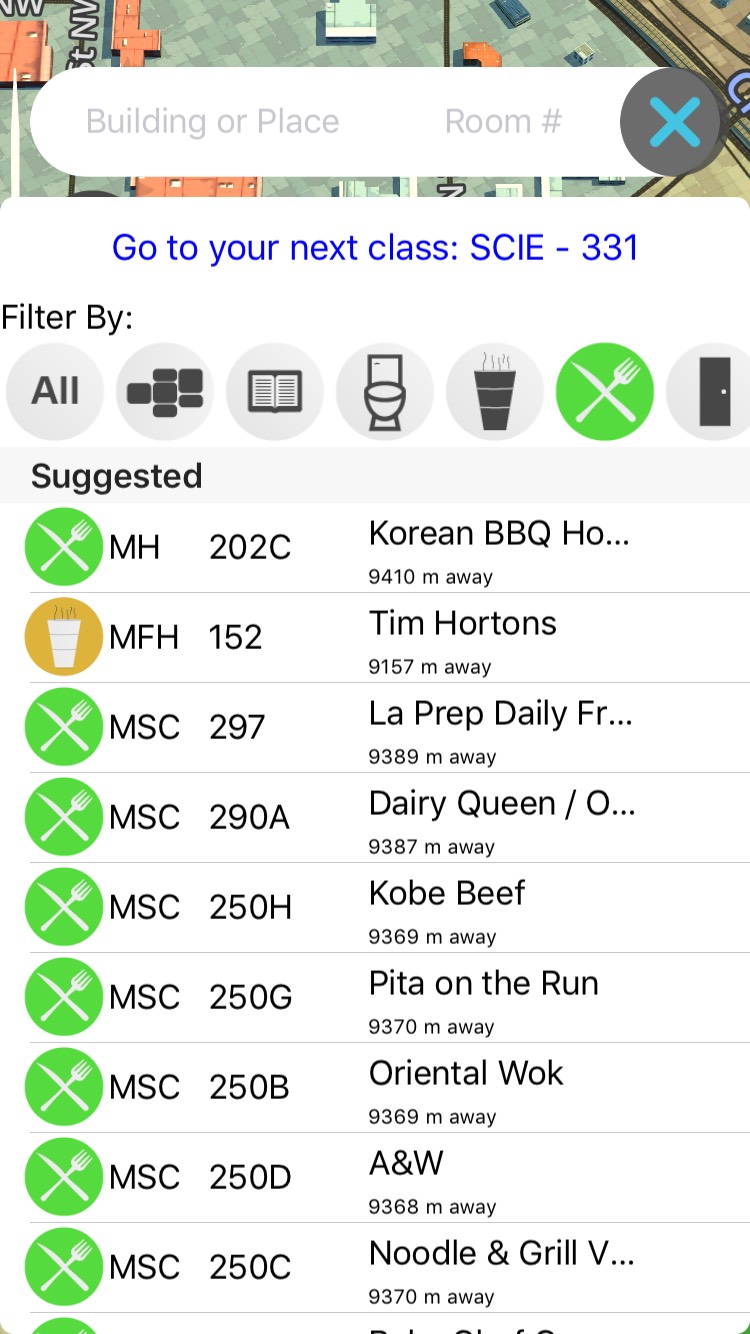 NW
st NW
Building or Place
Room #
N
Go to your next class: SCIE - 331
Filter By:
All
Suggested
MH 202C Korean BBQ Ho...
9410 m away
MFH 152 Tim Hortons
9157 m away
MSC 297 La Prep Daily Fr...
9389 m away
MSC 290A Dairy Queen / O...
9387 m away
MSC 250H Kobe Beef
9369 m away
MSC 250G Pita on the Run
9370 m away
MSC 250B Oriental Wok
9369 m away
MSC 250D A&W
9368 m away
MSC 250C Noodle & Grill V...
9370 m away